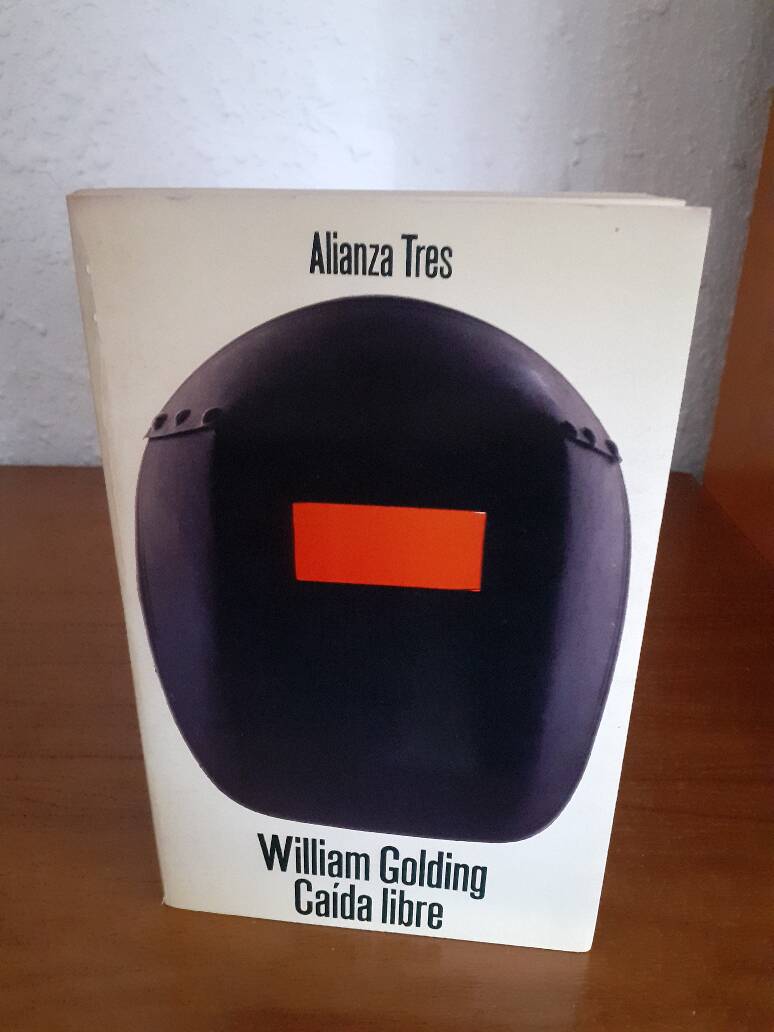 Alianza Tres
William Golding
Caída libre